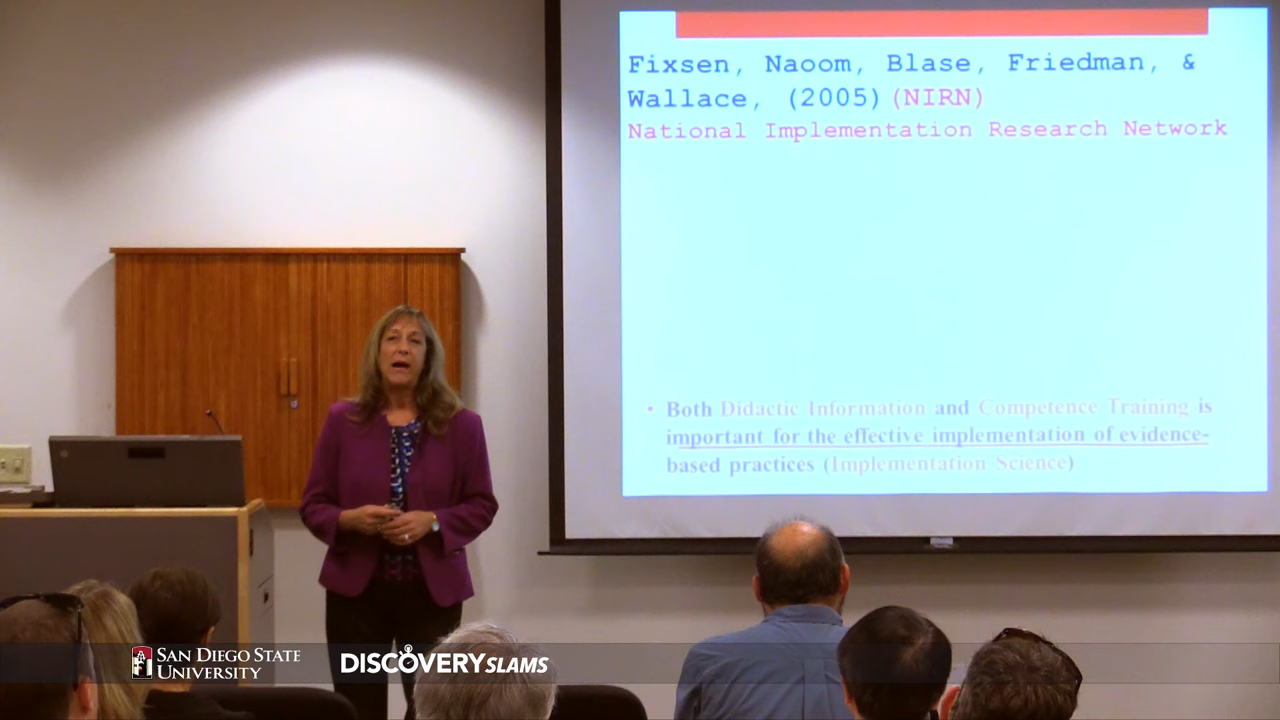 Fixsen, Naoom, Blase, Friedman, &
Wallace, (2005) (NIRN)
National Implementation Research Network
• Both Didactic Information and Competence Training is
important for the effective implementation of evidence-
based practices (Implementation Science)
SAN DIEGO STATE
UNIVERSITY
DISCOVERY SLAMS